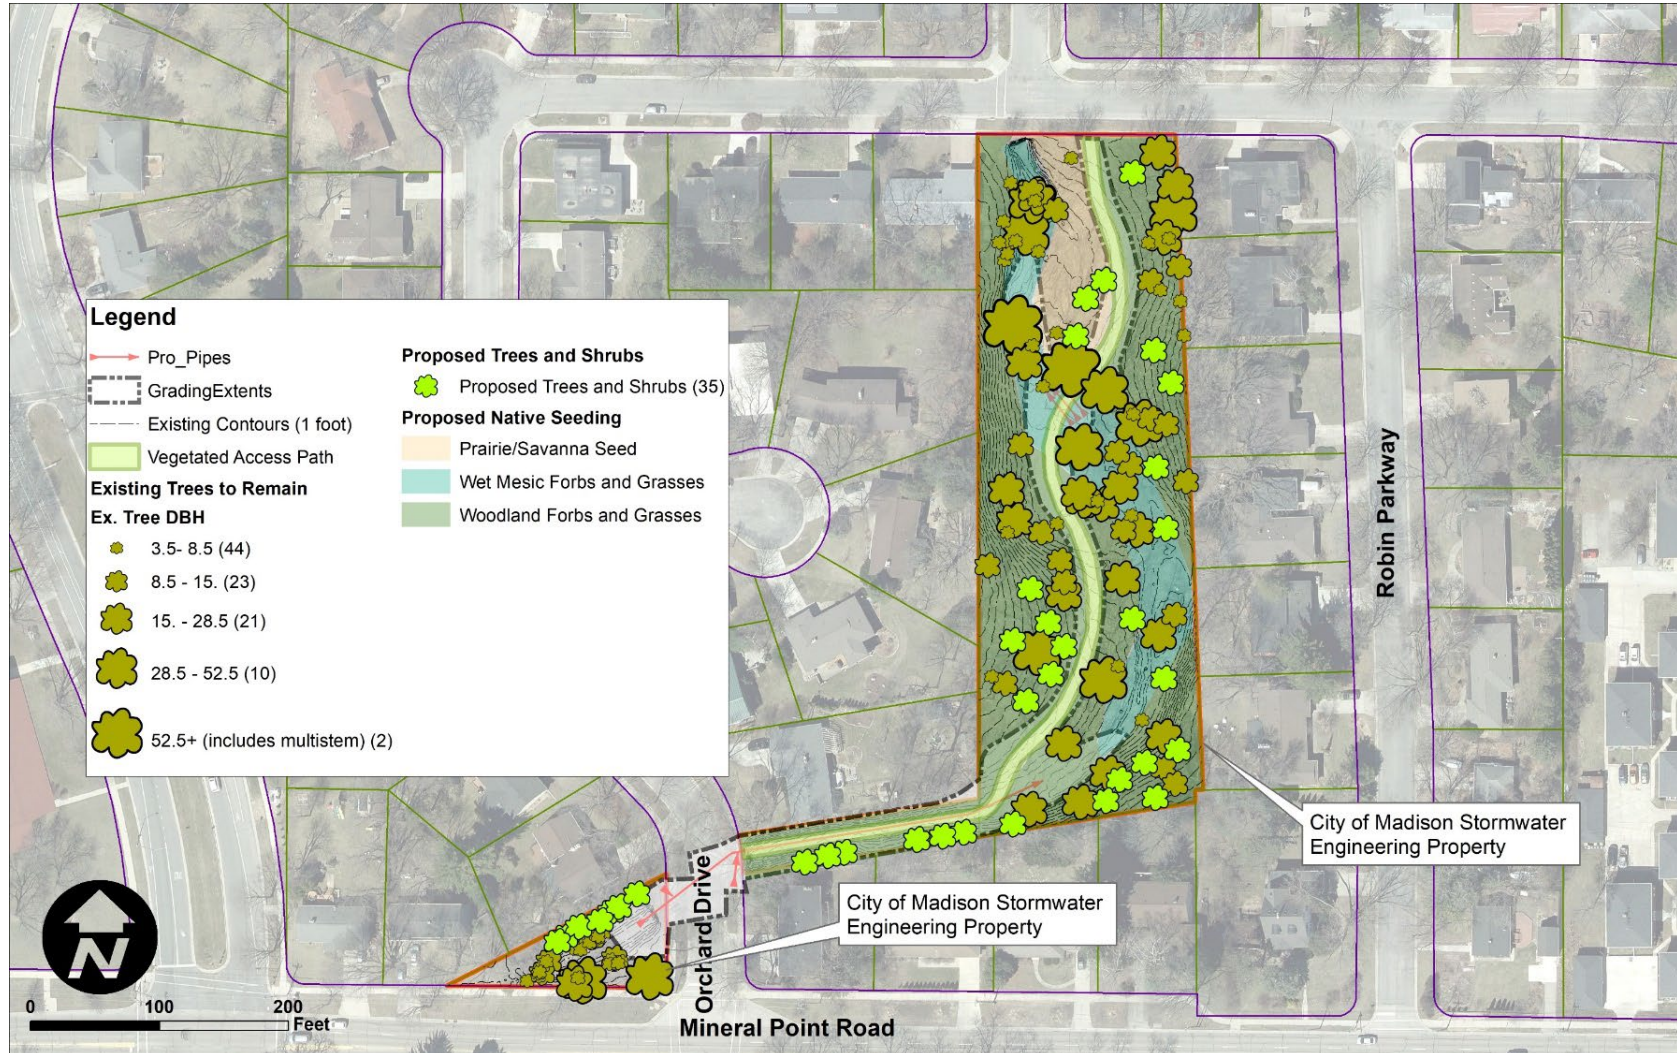 Legend
Pro_Pipes
GradingExtents
Existing Contours (1 foot)
Vegetated Access Path
Existing Trees to Remain
Ex. Tree DBH
3.5- 8.5 (44)
8.5 - 15. (23)
15. - 28.5 (21)
28.5 - 52.5 (10)
52.5+ (includes multistem) (2)
Proposed Trees and Shrubs
Proposed Trees and Shrubs (35)
Proposed Native Seeding
Prairie/Savanna Seed
Wet Mesic Forbs and Grasses
Woodland Forbs and Grasses
Robin Parkway
City of Madison Stormwater
Engineering Property
City of Madison Stormwater
Engineering Property
Orchard Drive
Mineral Point Road
N
0 100 200
Feet